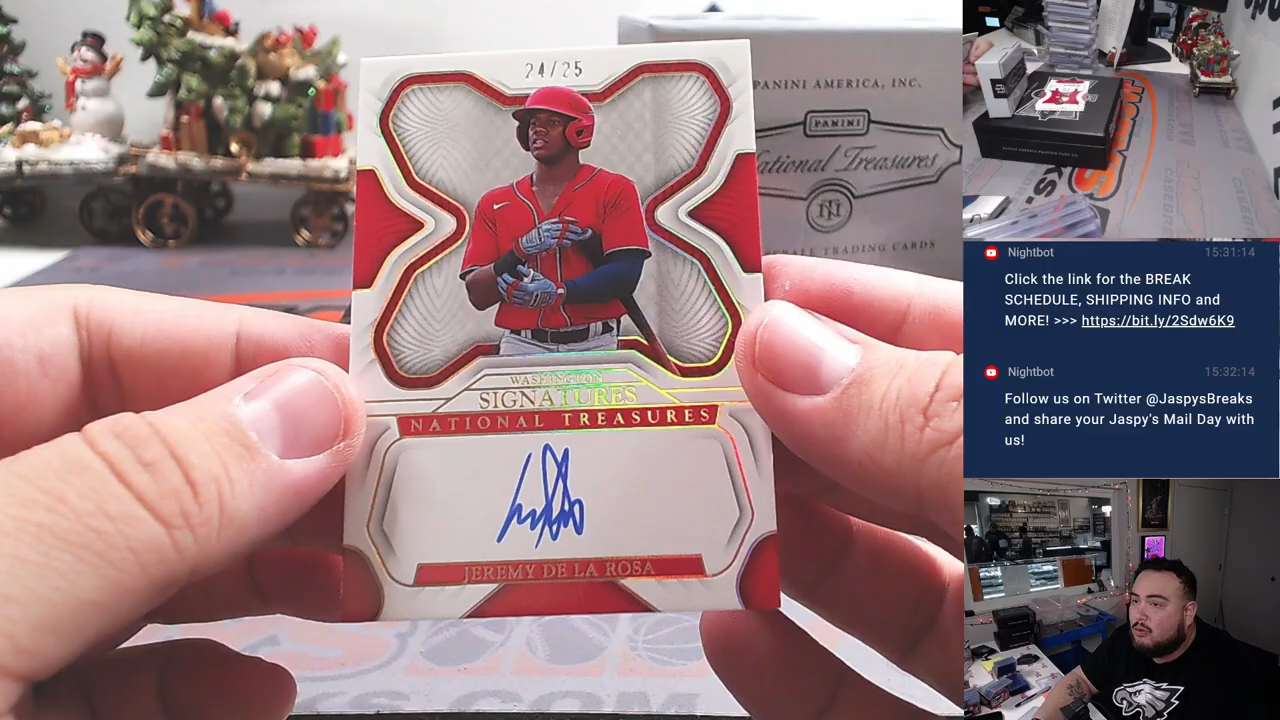 24/25
WASHINGTON
SIGNATURES
NATIONAL TREASURES
JEREMY DE LA ROSA
PANINI AMERICA, INC.
PANINI
National Treasures
NT
BALL TRADING CARDS
Nightbot 15:31:14
Click the link for the BREAK
SCHEDULE, SHIPPING INFO and
MORE! >>> https://bit.ly/2Sdw6K9
Nightbot 15:32:14
Follow us on Twitter @JaspysBreaks
and share your Jaspy's Mail Day with
us!